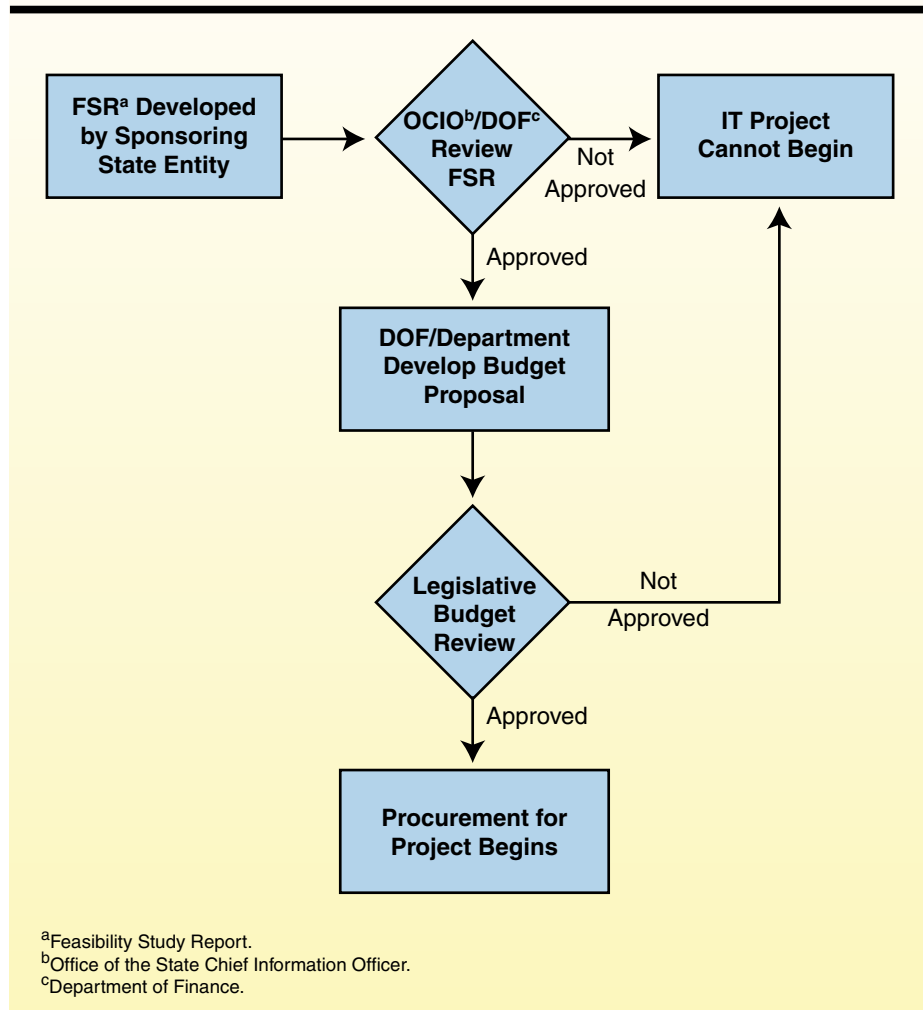 FSRa Developed
by Sponsoring
State Entity
OCIOb/DOFc
Review
FSR
Not
Approved
IT Project
Cannot Begin
Approved
DOF/Department
Develop Budget
Proposal
Legislative
Budget
Review
Not
Approved
Approved
Procurement for
Project Begins
aFeasibility Study Report.
bOffice of the State Chief Information Officer.
cDepartment of Finance.